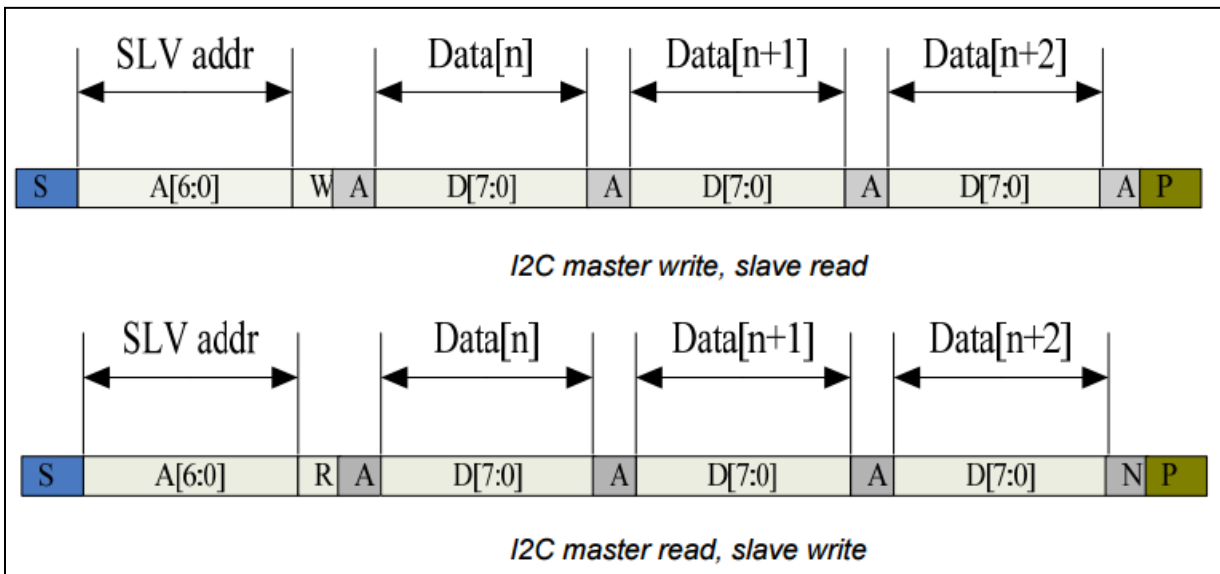 SLV addr Data[n] Data[n+1] Data[n+2]
S A[6:0] W A D[7:0] A D[7:0] A D[7:0] A P
I2C master write, slave read
SLV addr Data[n] Data[n+1] Data[n+2]
S A[6:0] R A D[7:0] A D[7:0] A D[7:0] N P
I2C master read, slave write